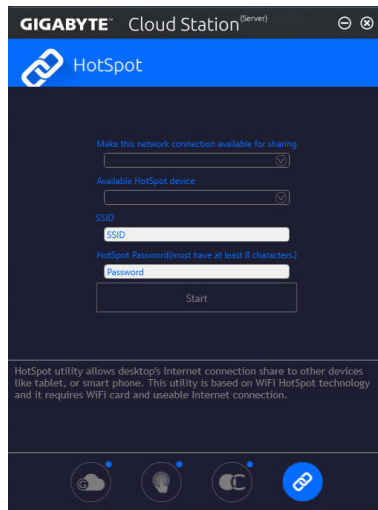 GIGABYTE™ Cloud Station(Server)
HotSpot
Make this network connection available for sharing
Available HotSpot device
SSID
SSID
HotSpot Password(must have at least 8 characters.)
Password
Start
HotSpot utility allows desktop's Internet connection share to other devices
like tablet, or smart phone. This utility is based on WiFi HotSpot technology
and it requires WiFi card and useable Internet connection.